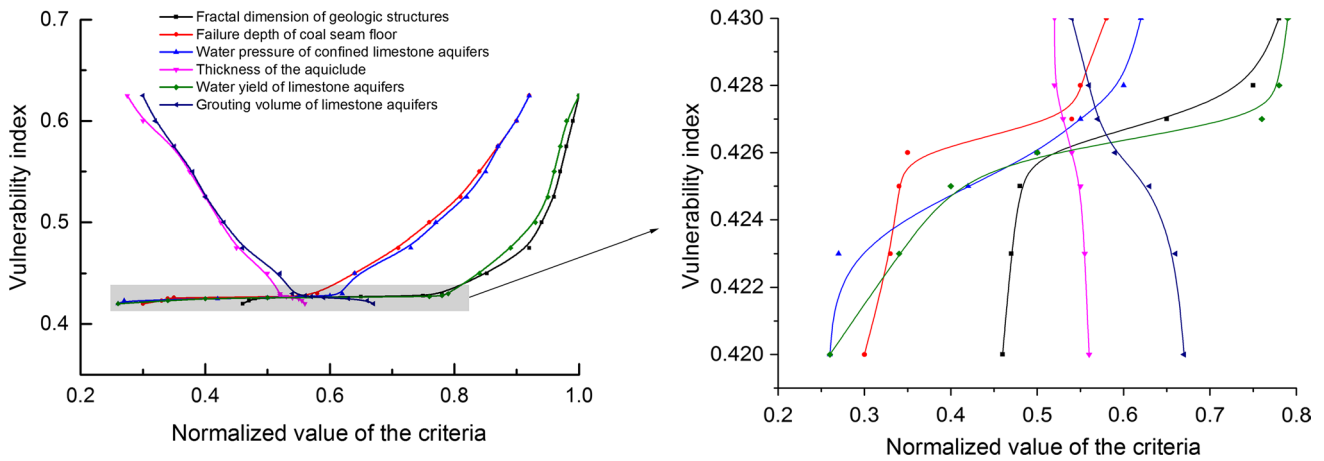 Fractal dimension of geologic structures
Failure depth of coal seam floor
Water pressure of confined limestone aquifers
Thickness of the aquiclude
Water yield of limestone aquifers
Grouting volume of limestone aquifers
Vulnerability index
0.7
0.6
0.5
0.4
0.2
0.4
0.6
0.8
1.0
Normalized value of the criteria
Vulnerability index
0.430
0.428
0.426
0.424
0.422
0.420
0.2
0.3
0.4
0.5
0.6
0.7
0.8
Normalized value of the criteria